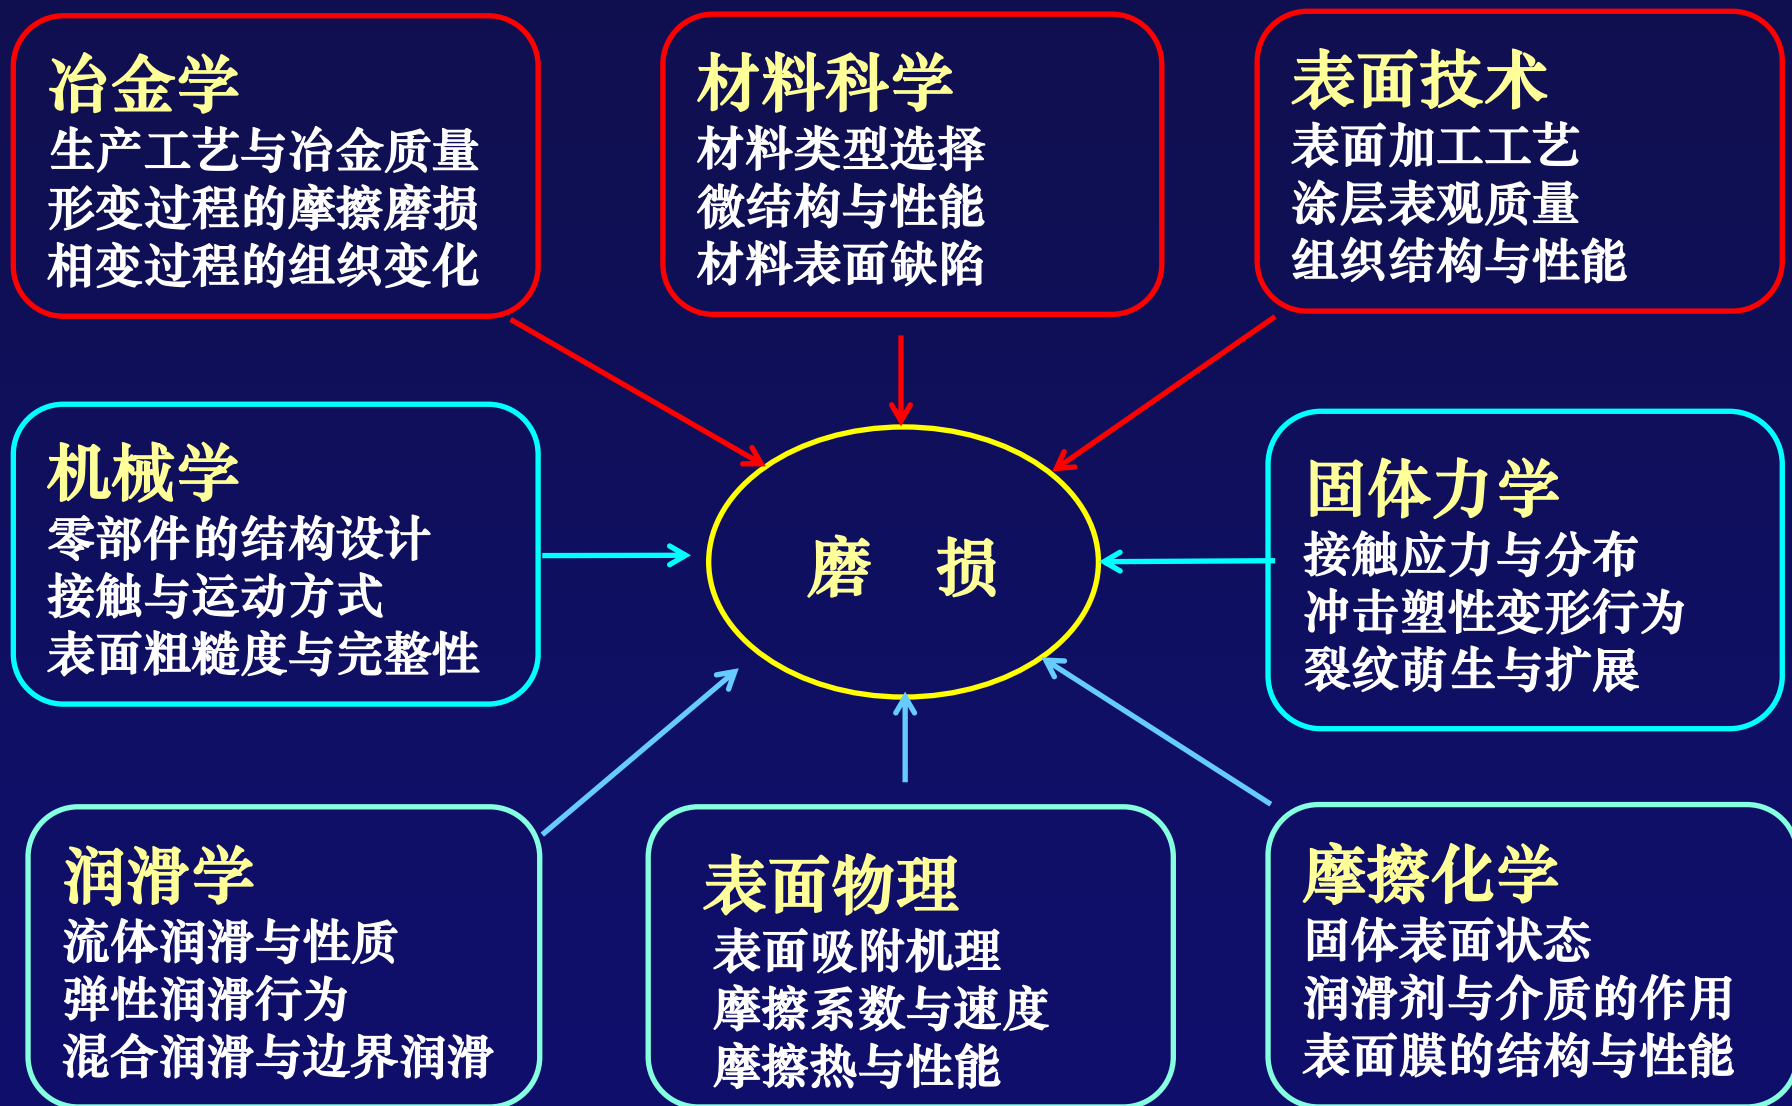 冶金学
生产工艺与冶金质量
形变过程的摩擦磨损
相变过程的组织变化
材料科学
材料类型选择
微结构与性能
材料表面缺陷
表面技术
表面加工工艺
涂层表观质量
组织结构与性能
机械学
零部件的结构设计
接触与运动方式
表面粗糙度与完整性
磨 损
固体力学
接触应力与分布
冲击塑性变形行为
裂纹萌生与扩展
润滑学
流体润滑与性质
弹性润滑行为
混合润滑与边界润滑
表面物理
表面吸附机理
摩擦系数与速度
摩擦热与性能
摩擦化学
固体表面状态
润滑剂与介质的作用
表面膜的结构与性能